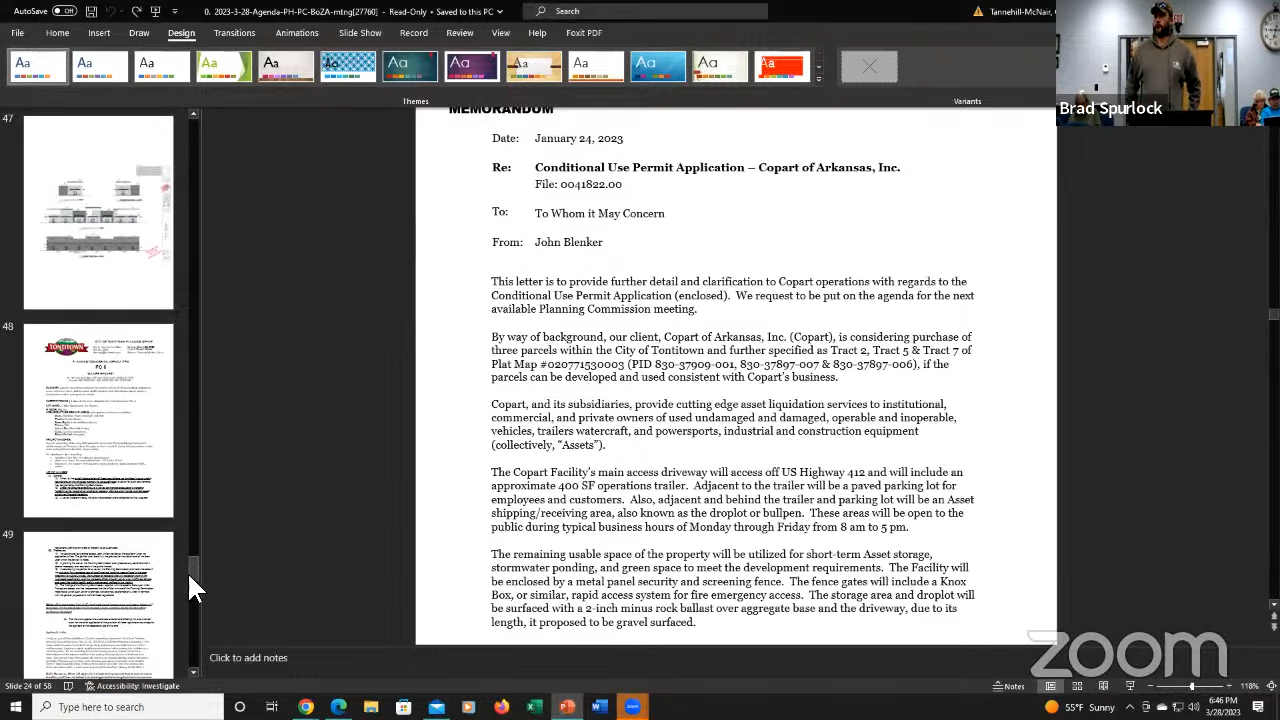 AutoSave Off 0. 2023-3-28-Agenda-PH-PC-BoZA-mtng[27760] - Read-Only • Saved to this PC Search Tannehill-McNair,
File Home Insert Draw Design Transitions Animations Slide Show Record Review View Help Foxit PDF
Aa Aa Aa Aa Aa Aa Aa Aa Aa Aa Aa Aa Aa
Themes Variants
Brad Spurlock
47
48
TONTITOWN
49
MEMORANDUM
Date: January 24, 2023
Re: Conditional Use Permit Application – Copart of Arkansas, Inc.
File: 0041822.00
To: To Whom it May Concern
From: John Blenker
This letter is to provide further detail and clarification to Copart operations with regards to the
Conditional Use Permit Application (enclosed). We request to be put on the agenda for the next
available Planning Commission meeting.
By way of background, our client, Copart of Arkansas, Inc. (Copart) is considering purchase of
three parcels within the City of Tontitown and further specified as Tract 2, Tract 5 & Tract 7 of
(PID 830-37909-001, 830-37897-007 & 830-37897-006), if the
parcels can be developed and used consistent with Copart's business.
Copart, and its subsidiaries, provide cutting edge asset liquidation services to institutional,
commercial, and private owners of used undamaged and damaged, operable and inoperable,
vehicles, trailers watercraft, and powersports, industrial and construction equipment
(collectively "Assets").
The Copart Facility's main access driveway will access off US Highway 412 and will include an
approximate 400 SF operations trailer. Adjacent to the trailer will be a paved parking lot for
employees and customers. Also, adjacent and behind the trailer and parking lot will be an Asset
shipping/receiving area, also known as the droplot or bullpen. These areas will be open to the
public during typical business hours of Monday through Friday from 8 am to 5 pm.
The remaining usable space of the property will be utilized for short-term Asset storage,
stormwater ponding, and green space to meet the development requirements. The Facility will
be enclosed by a metal panel security and screening fence. The gates will include a Knox
Box, or similar, rapid access system for fire emergency access. The storage area and droplot will
be surfaced with a 2-inch minus rock ballast over aggregate base and the driveway, due to its
length, is proposed to be gravel surfaced.
zoom
Slide 24 of 58 Accessibility: Investigate Notes 118%
Type here to search 55°F Sunny 6:46 PM
3/28/2023